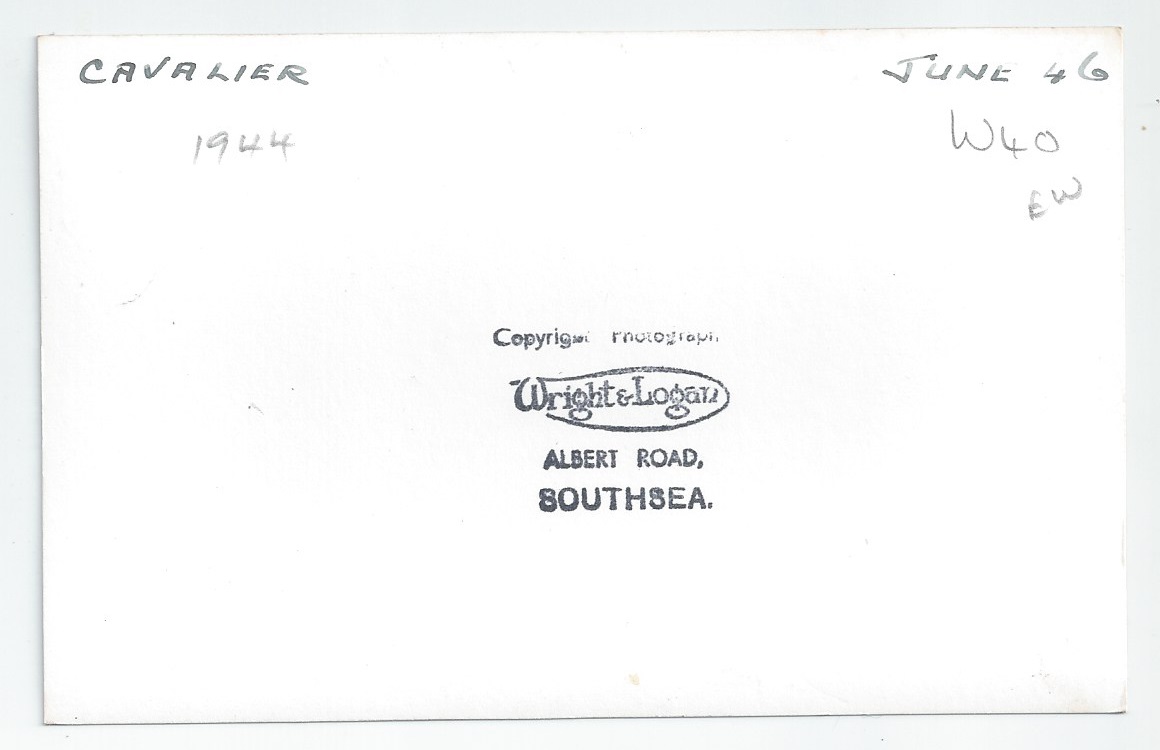 CAVALIER
JUNE 46
1944
W40
EW
Copyright Photograph
Wright & Logan
ALBERT ROAD,
SOUTHSEA.